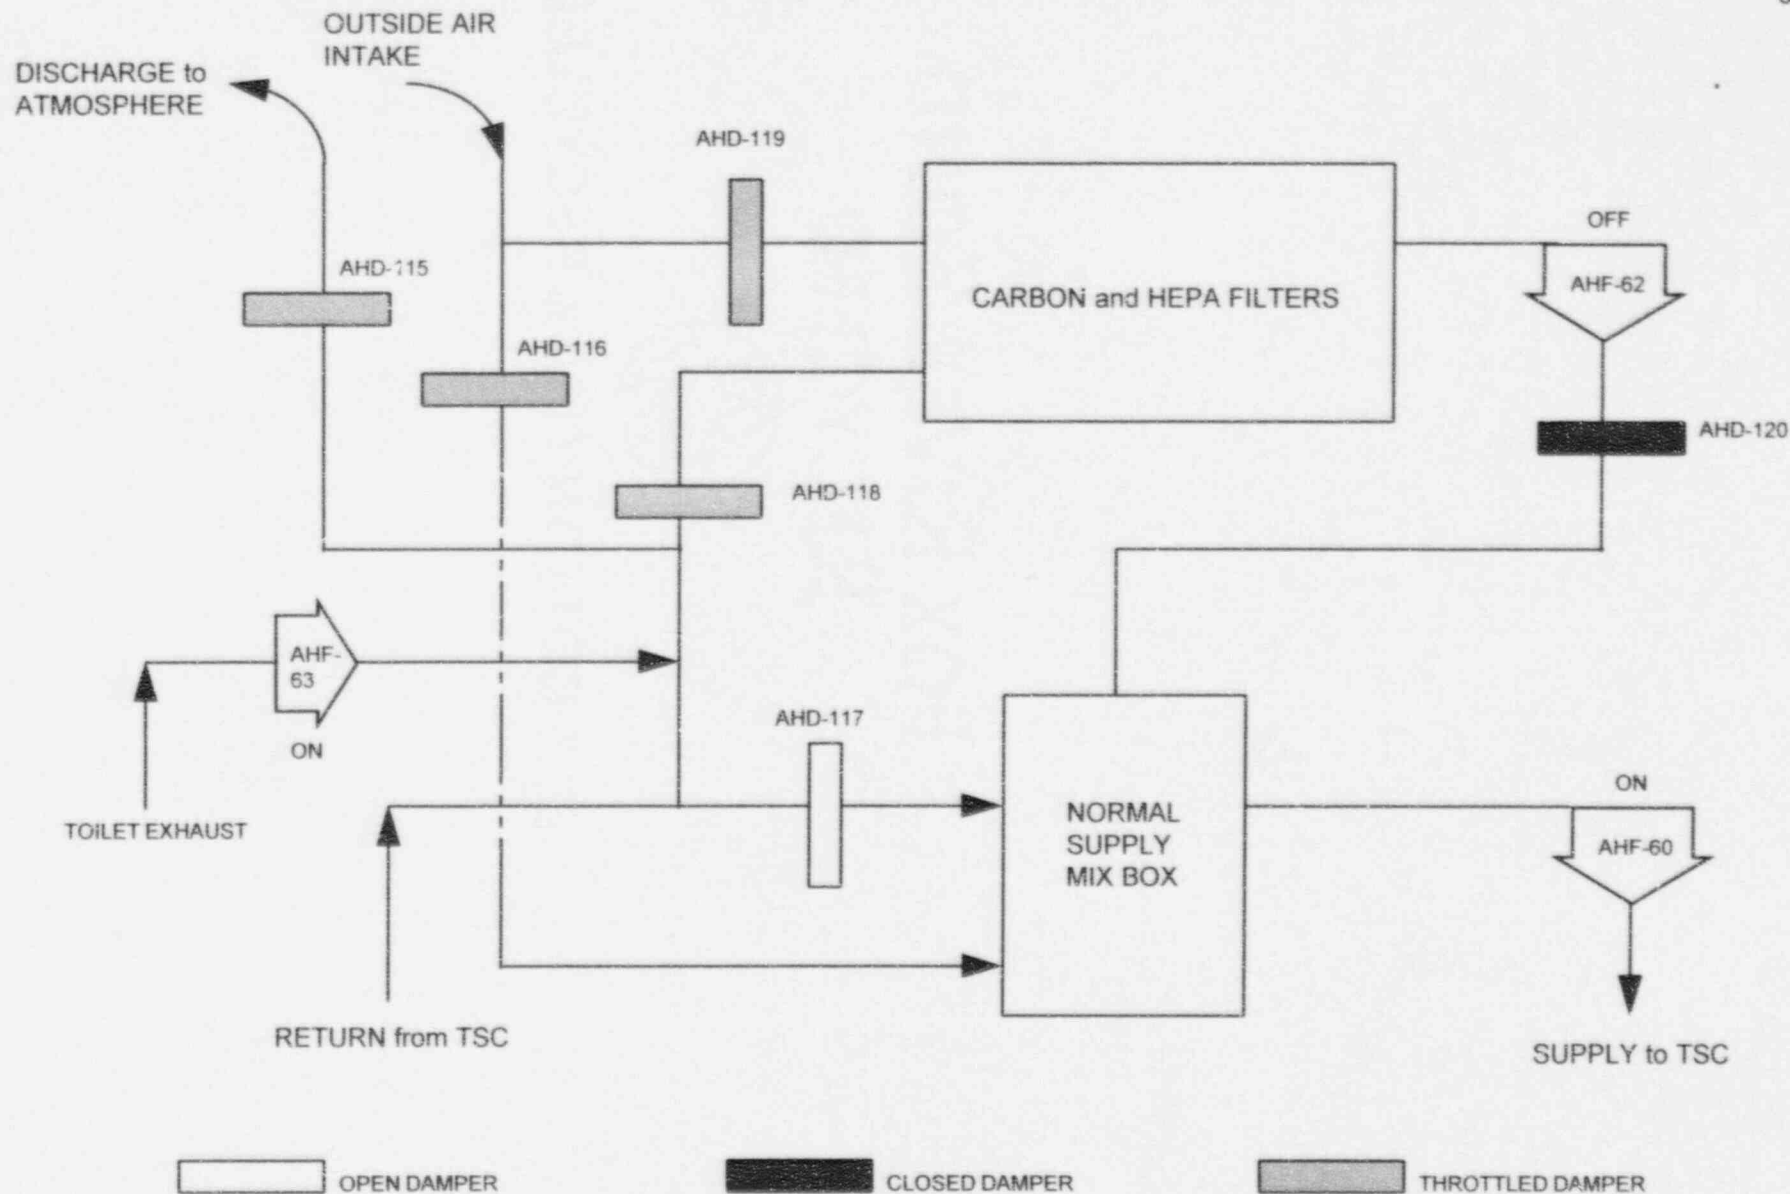 OUTSIDE AIR
INTAKE
DISCHARGE to
ATMOSPHERE
AHD-119
OFF
AHD-115
AHF-62
CARBON and HEPA FILTERS
AHD-116
AHD-120
AHD-118
AHF-
63
ON
AHD-117
TOILET EXHAUST
NORMAL
SUPPLY
MIX BOX
ON
AHF-60
RETURN from TSC
SUPPLY to TSC
OPEN DAMPER
CLOSED DAMPER
THROTTLED DAMPER